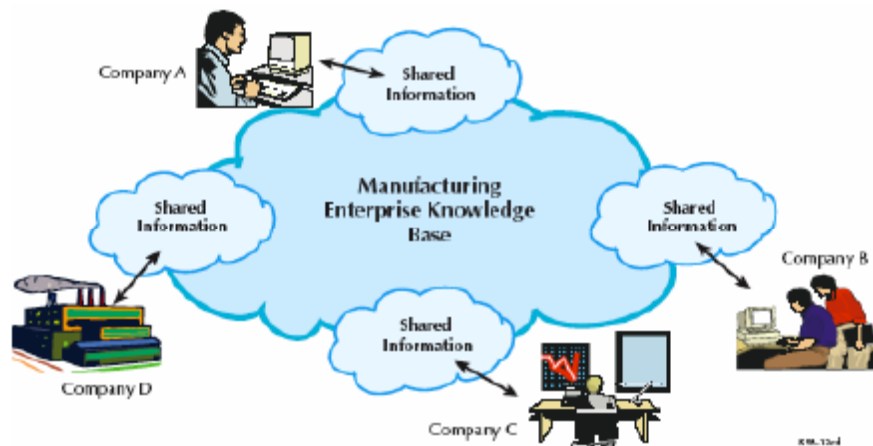 Company A
Shared
Information
Manufacturing
Enterprise Knowledge
Base
Shared
Information
Shared
Information
Company B
Shared
Information
Company D
Company C